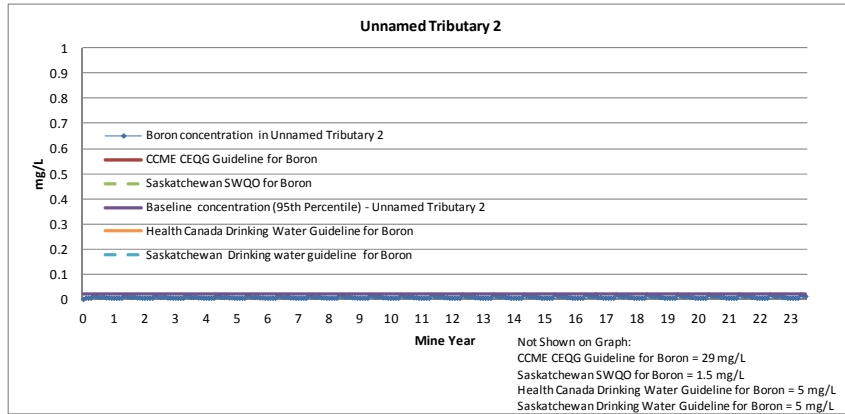 Unnamed Tributary 2
1
0.9
0.8
0.7
0.6
0.5
0.4
0.3
0.2
0.1
0
mg/L
Boron concentration in Unnamed Tributary 2
CCME CEQG Guideline for Boron
Saskatchewan SWQO for Boron
Baseline concentration (95th Percentile) - Unnamed Tributary 2
Health Canada Drinking Water Guideline for Boron
Saskatchewan Drinking water guideline for Boron
0 1 2 3 4 5 6 7 8 9 10 11 12 13 14 15 16 17 18 19 20 21 22 23
Mine Year
Not Shown on Graph:
CCME CEQG Guideline for Boron = 29 mg/L
Saskatchewan SWQO for Boron = 1.5 mg/L
Health Canada Drinking Water Guideline for Boron = 5 mg/L
Saskatchewan Drinking Water Guideline for Boron = 5 mg/L